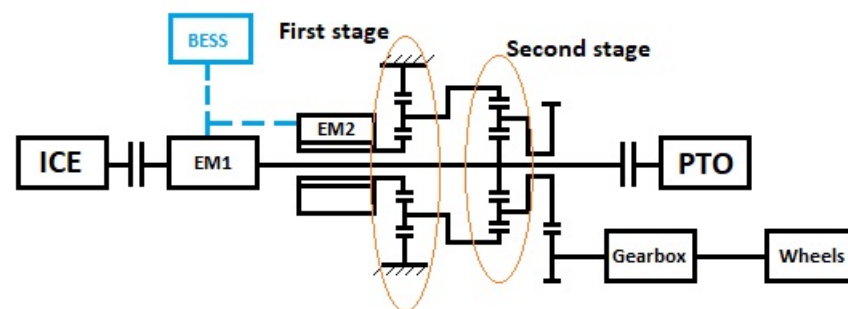 BESS
First stage
Second stage
EM2
ICE
EM1
PTO
Gearbox
Wheels